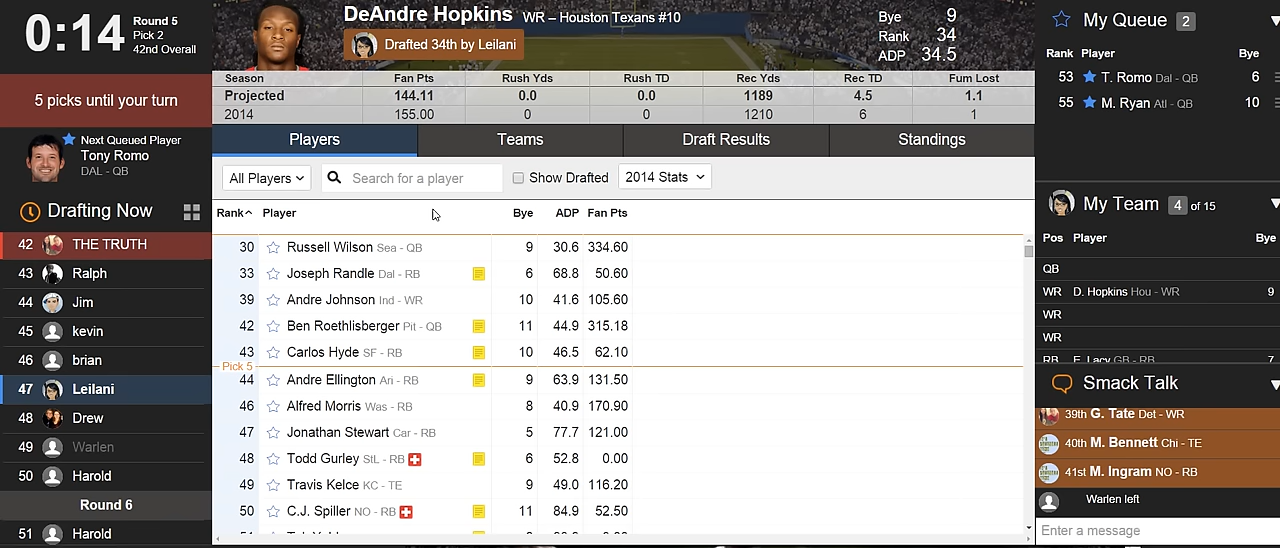 0:14
Round 5
Pick 2
42nd Overall
5 picks until your turn
Next Queued Player
Tony Romo
DAL - QB
Drafting Now
42 THE TRUTH
43 Ralph
44 Jim
45 kevin
46 brian
47 Leilani
48 Drew
49 Warlen
50 Harold
Round 6
51 Harold
DeAndre Hopkins WR – Houston Texans #10
Drafted 34th by Leilani
Bye 9
Rank 34
ADP 34.5
Season Fan Pts Rush Yds Rush TD Rec Yds Rec TD Fum Lost
Projected 144.11 0.0 0.0 1189 4.5 1.1
2014 155.00 0 0 1210 6 1
Players Teams Draft Results Standings
All Players Search for a player Show Drafted 2014 Stats
Rank Player Bye ADP Fan Pts
30 Russell Wilson Sea - QB 9 30.6 334.60
33 Joseph Randle Dal - RB 6 68.8 50.60
39 Andre Johnson Ind - WR 10 41.6 105.60
42 Ben Roethlisberger Pit - QB 11 44.9 315.18
43 Carlos Hyde SF - RB 10 46.5 62.10
Pick 5
44 Andre Ellington Ari - RB 9 63.9 131.50
46 Alfred Morris Was - RB 8 40.9 170.90
47 Jonathan Stewart Car - RB 5 77.7 121.00
48 Todd Gurley StL - RB 6 52.8 0.00
49 Travis Kelce KC - TE 9 49.0 116.20
50 C.J. Spiller NO - RB 11 84.9 52.50
My Queue 2
Rank Player Bye
53 T. Romo Dal - QB 6
55 M. Ryan Atl - QB 10
My Team 4 of 15
Pos Player Bye
QB
WR D. Hopkins Hou - WR 9
WR
WR
RB E. Lacy GB - RB 7
Smack Talk
39th G. Tate Det - WR
40th M. Bennett Chi - TE
41st M. Ingram NO - RB
Warlen left
Enter a message